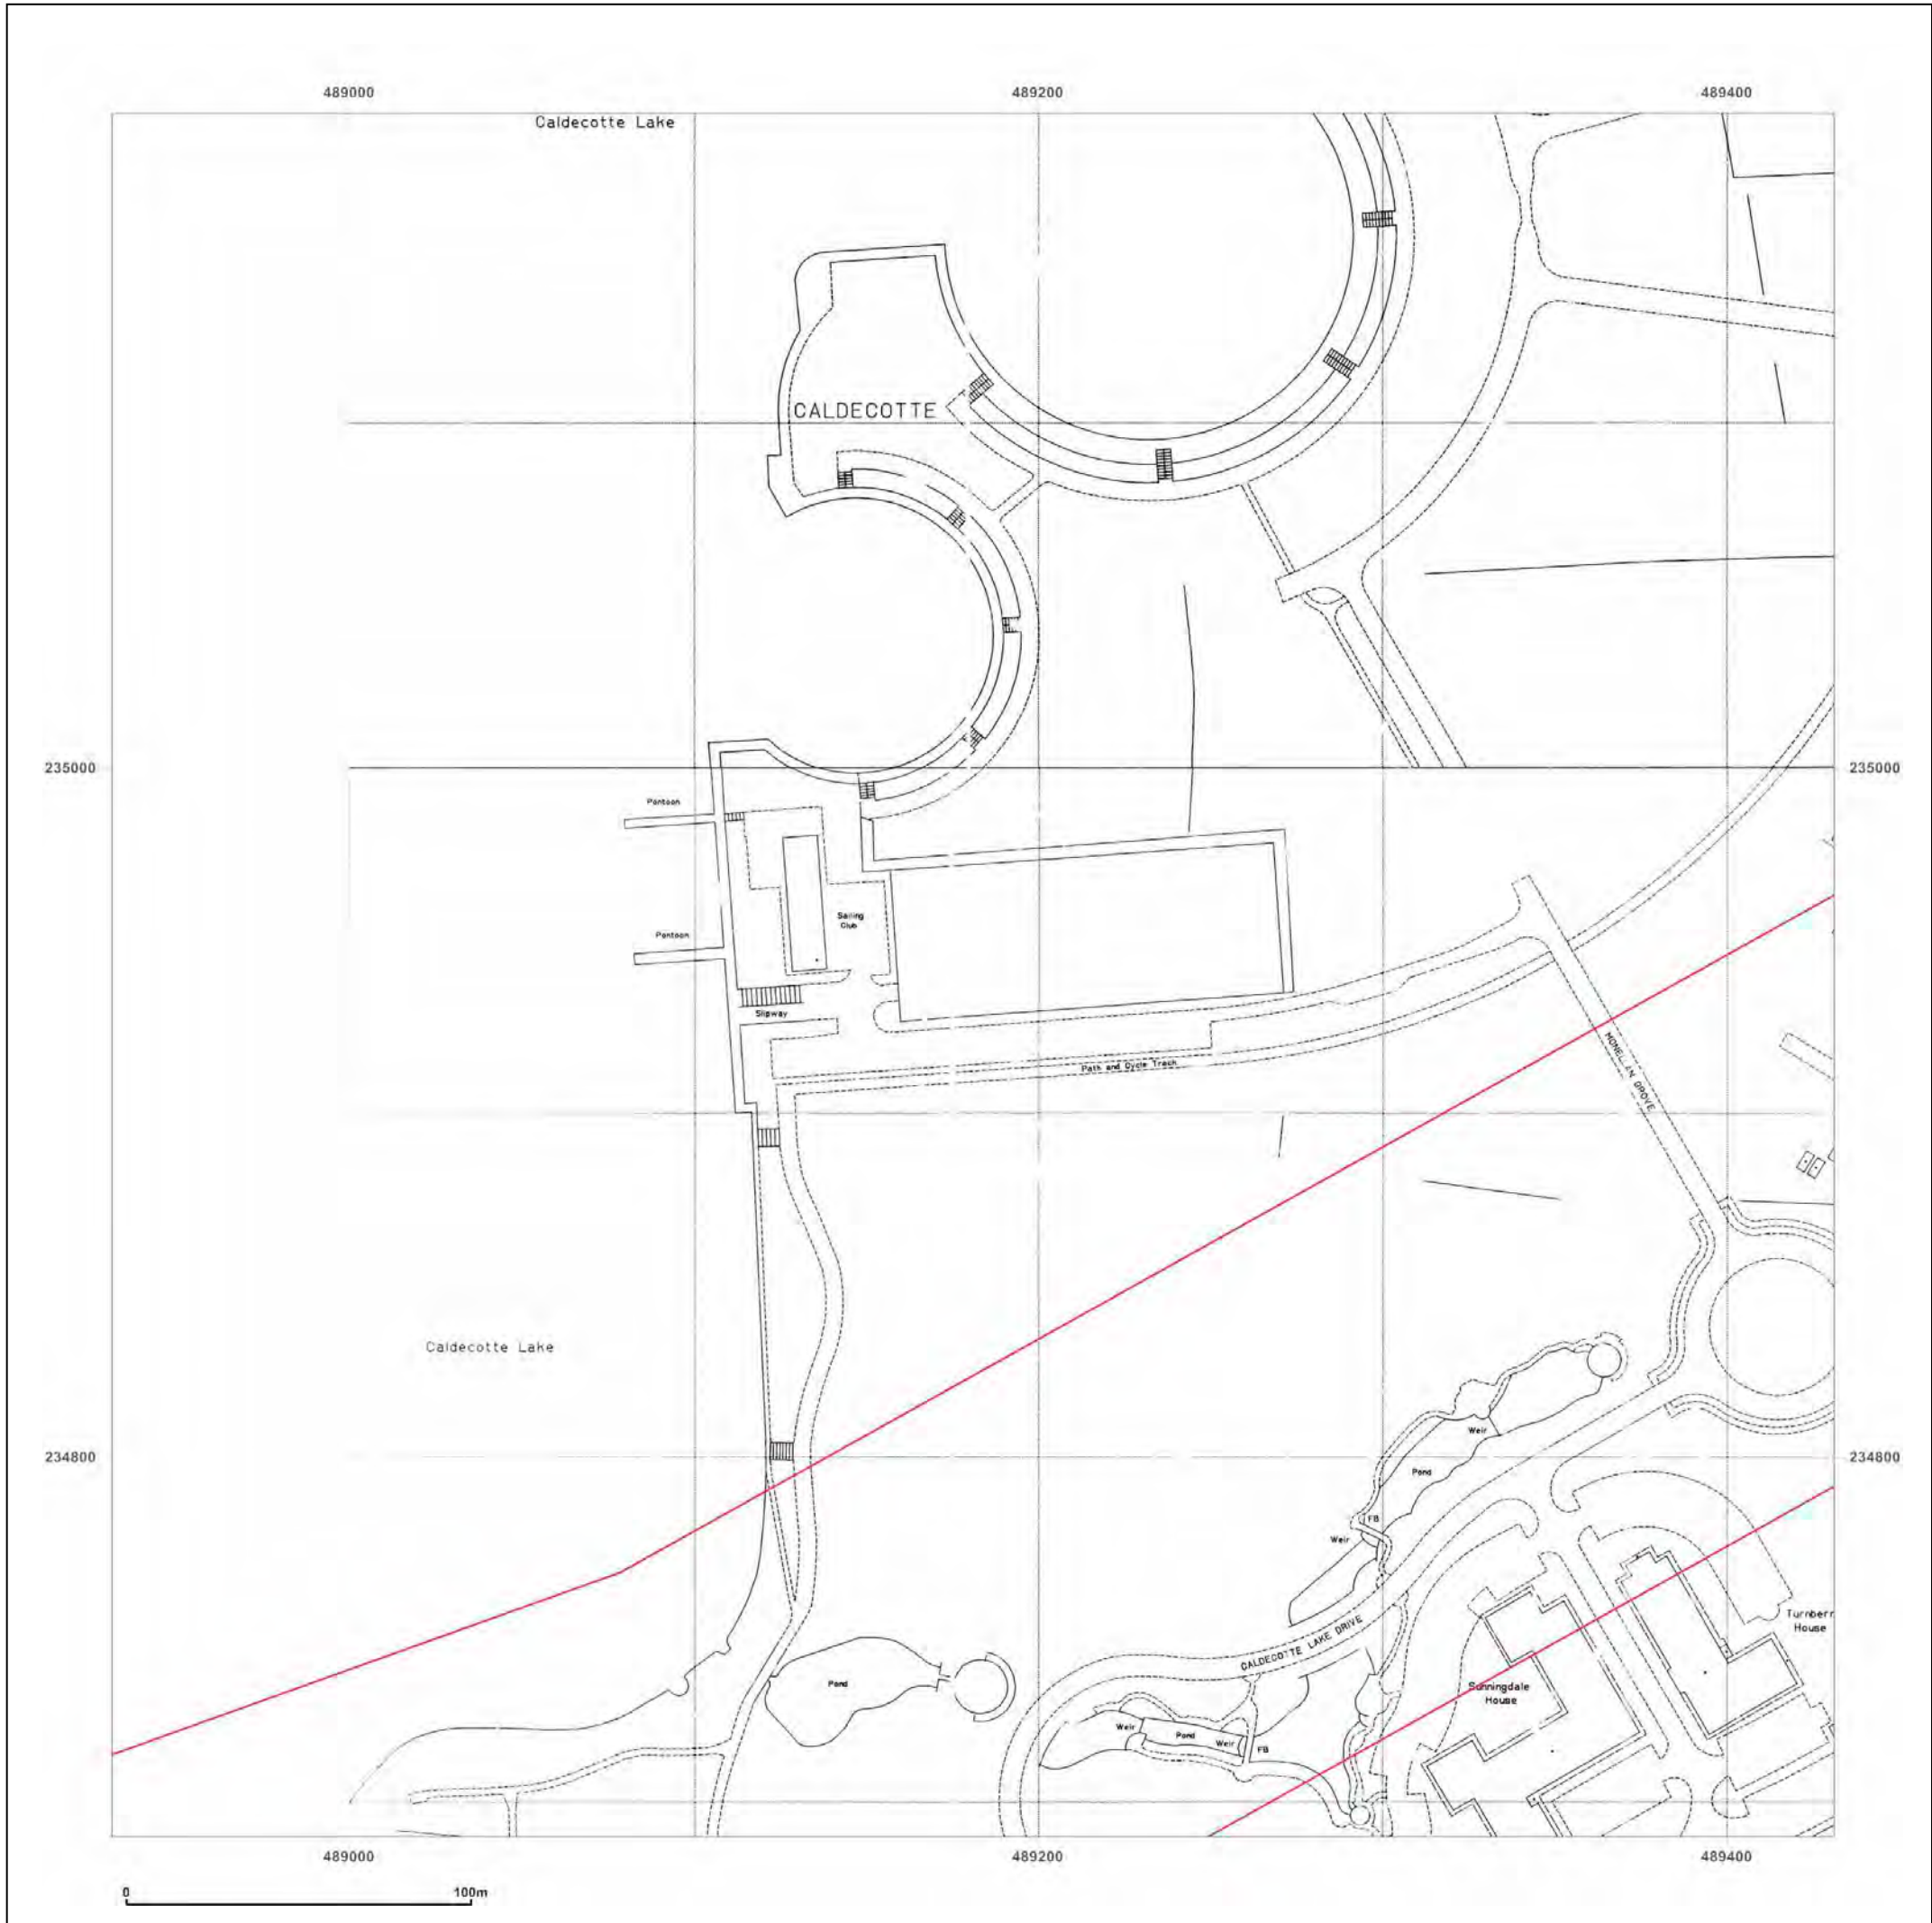 489000 489200 489400
Caldecotte Lake
CALDECOTTE
235000 235000
Pontoon
Sailing
Club
Pontoon
Slipway
Path and Cycle Track
Caldecotte Lake
Weir
234800 234800
Pond
FB
Weir
Turnberr
House
CALDECOTTE LAKE DRIVE
Pond
Sunningdale
House
Weir
Pond
Weir
FB
489000 489200 489400
0 100m